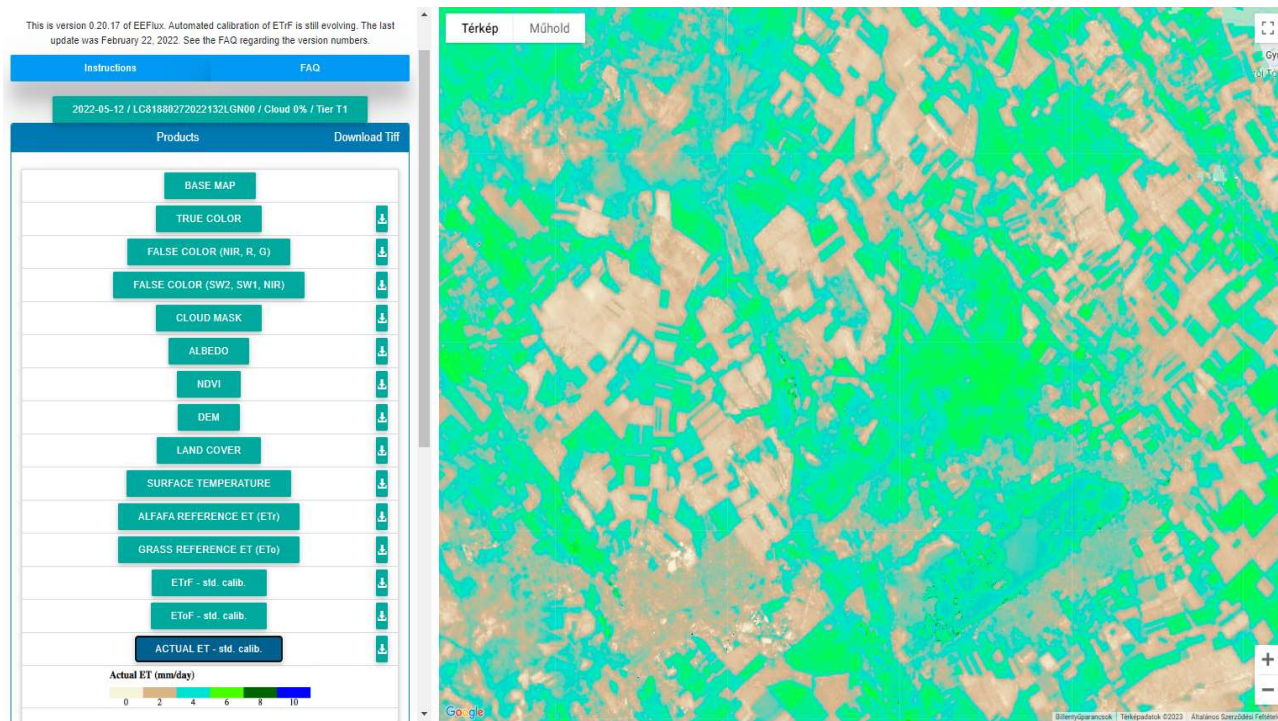 This is version 0.20.17 of EEFlux. Automated calibration of ETrF is still evolving. The last
update was February 22, 2022. See the FAQ regarding the version numbers.
Instructions
FAQ
2022-05-12 / LC81880272022132LGN00 / Cloud 0% / Tier T1
Products
Download Tiff
BASE MAP
TRUE COLOR
FALSE COLOR (NIR, R, G)
FALSE COLOR (SW2, SW1, NIR)
CLOUD MASK
ALBEDO
NDVI
DEM
LAND COVER
SURFACE TEMPERATURE
ALFAFA REFERENCE ET (ETr)
GRASS REFERENCE ET (ETo)
ETrF - std. calib.
EToF - std. calib.
ACTUAL ET - std. calib.
Actual ET (mm/day)
0 2 4 6 8 10
Térkép
Műhold
Google
Billentyűparancsok
Térképadatok ©2023
Általános Szerződési